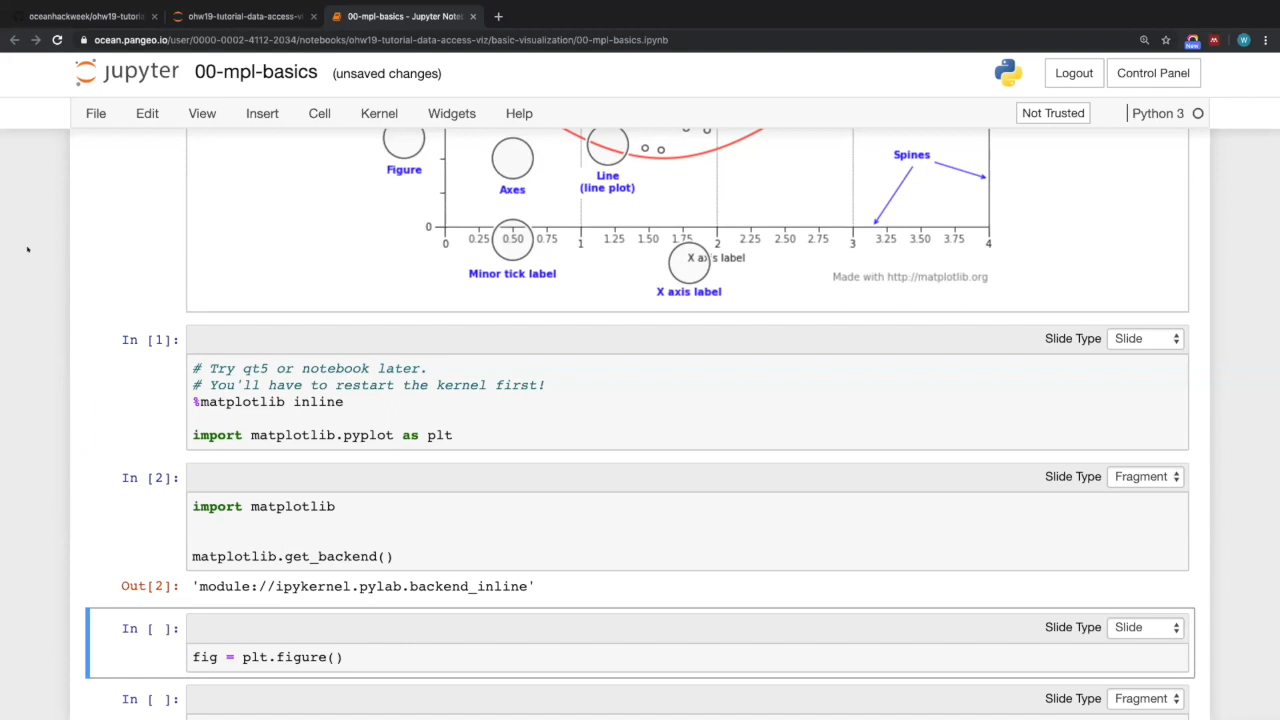 oceanhackweek/ohw19-tutoria
ohw19-tutorial-data-access-vi
00-mpl-basics - Jupyter Note
ocean.pangeo.io/user/0000-0002-4112-2034/notebooks/ohw19-tutorial-data-access-viz/basic-visualization/00-mpl-basics.ipynb
New
W
jupyter 00-mpl-basics (unsaved changes)
Logout
Control Panel
File Edit View Insert Cell Kernel Widgets Help
Not Trusted
Python 3
Figure
Axes
Line
(line plot)
Spines
0
0 0.25 0.50 0.75 1 1.25 1.50 1.75 2 2.25 2.50 2.75 3 3.25 3.50 3.75 4
X axis label
Minor tick label
X axis label
Made with http://matplotlib.org
In [1]:
Slide Type Slide
# Try qt5 or notebook later.
# You'll have to restart the kernel first!
%matplotlib inline
import matplotlib.pyplot as plt
In [2]:
Slide Type Fragment
import matplotlib
matplotlib.get_backend()
Out[2]: 'module://ipykernel.pylab.backend_inline'
In [ ]:
Slide Type Slide
fig = plt.figure()
In [ ]:
Slide Type Fragment